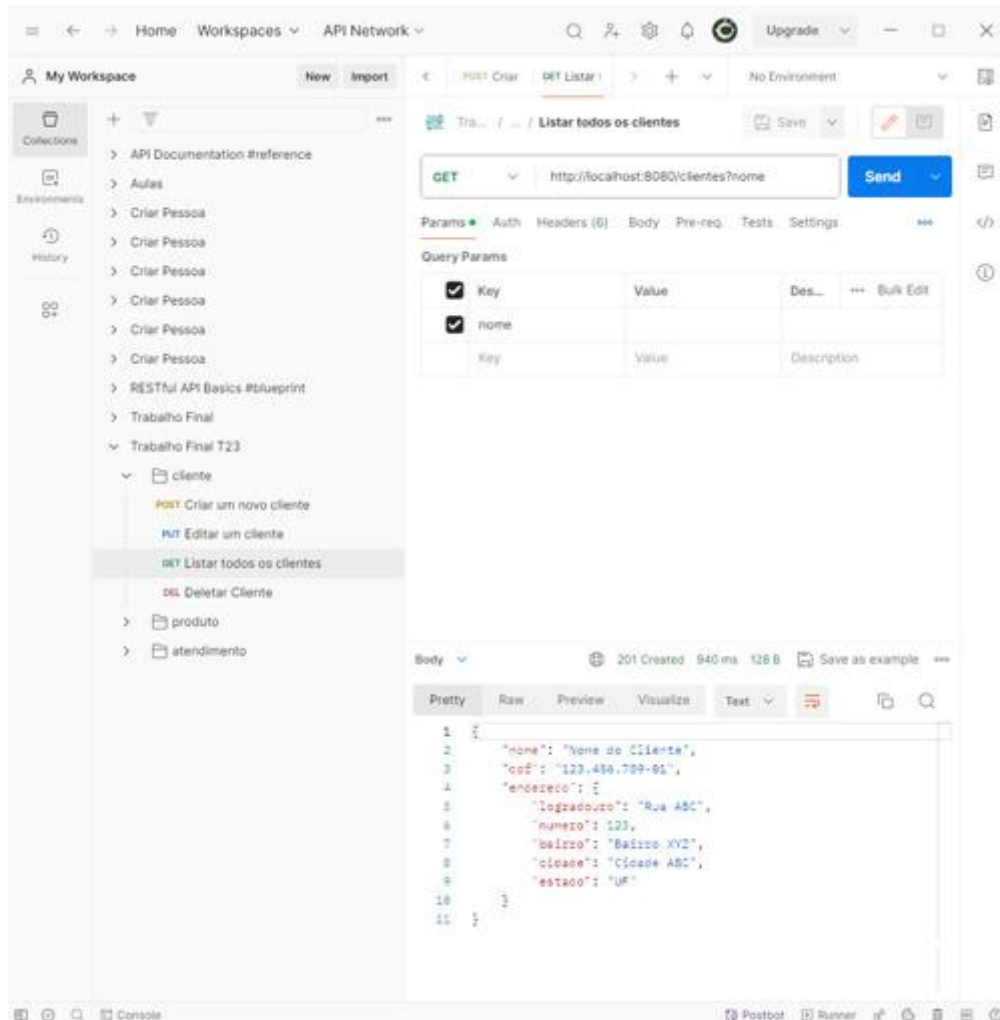 Home Workspaces API Network Upgrade
My Workspace New Import POST Criar GET Listar No Environment
Collections
Environments
History
API Documentation #reference
Aulas
Criar Pessoa
Criar Pessoa
Criar Pessoa
Criar Pessoa
Criar Pessoa
Criar Pessoa
RESTful API Basics #blueprint
Trabalho Final
Trabalho Final T23
cliente
POST Criar um novo cliente
PUT Editar um cliente
GET Listar todos os clientes
DEL Deletar Cliente
produto
atendimento
Tra... / ... / Listar todos os clientes Save
GET http://localhost:8080/clientes?nome Send
Params Auth Headers (6) Body Pre-req. Tests Settings
Query Params
Key Value Des... Bulk Edit
nome
Key Value Description
Body 201 Created 940 ms 126 B Save as example
Pretty Raw Preview Visualize Text
1 {
2 "nome": "Nome do Cliente",
3 "cpf": "123.456.789-01",
4 "endereco": {
5 "logradouro": "Rua ABC",
6 "numero": 123,
7 "bairro": "Bairro XYZ",
8 "cidade": "Cidade ABC",
9 "estado": "UF"
10 }
11 }
Console Postbot Runner